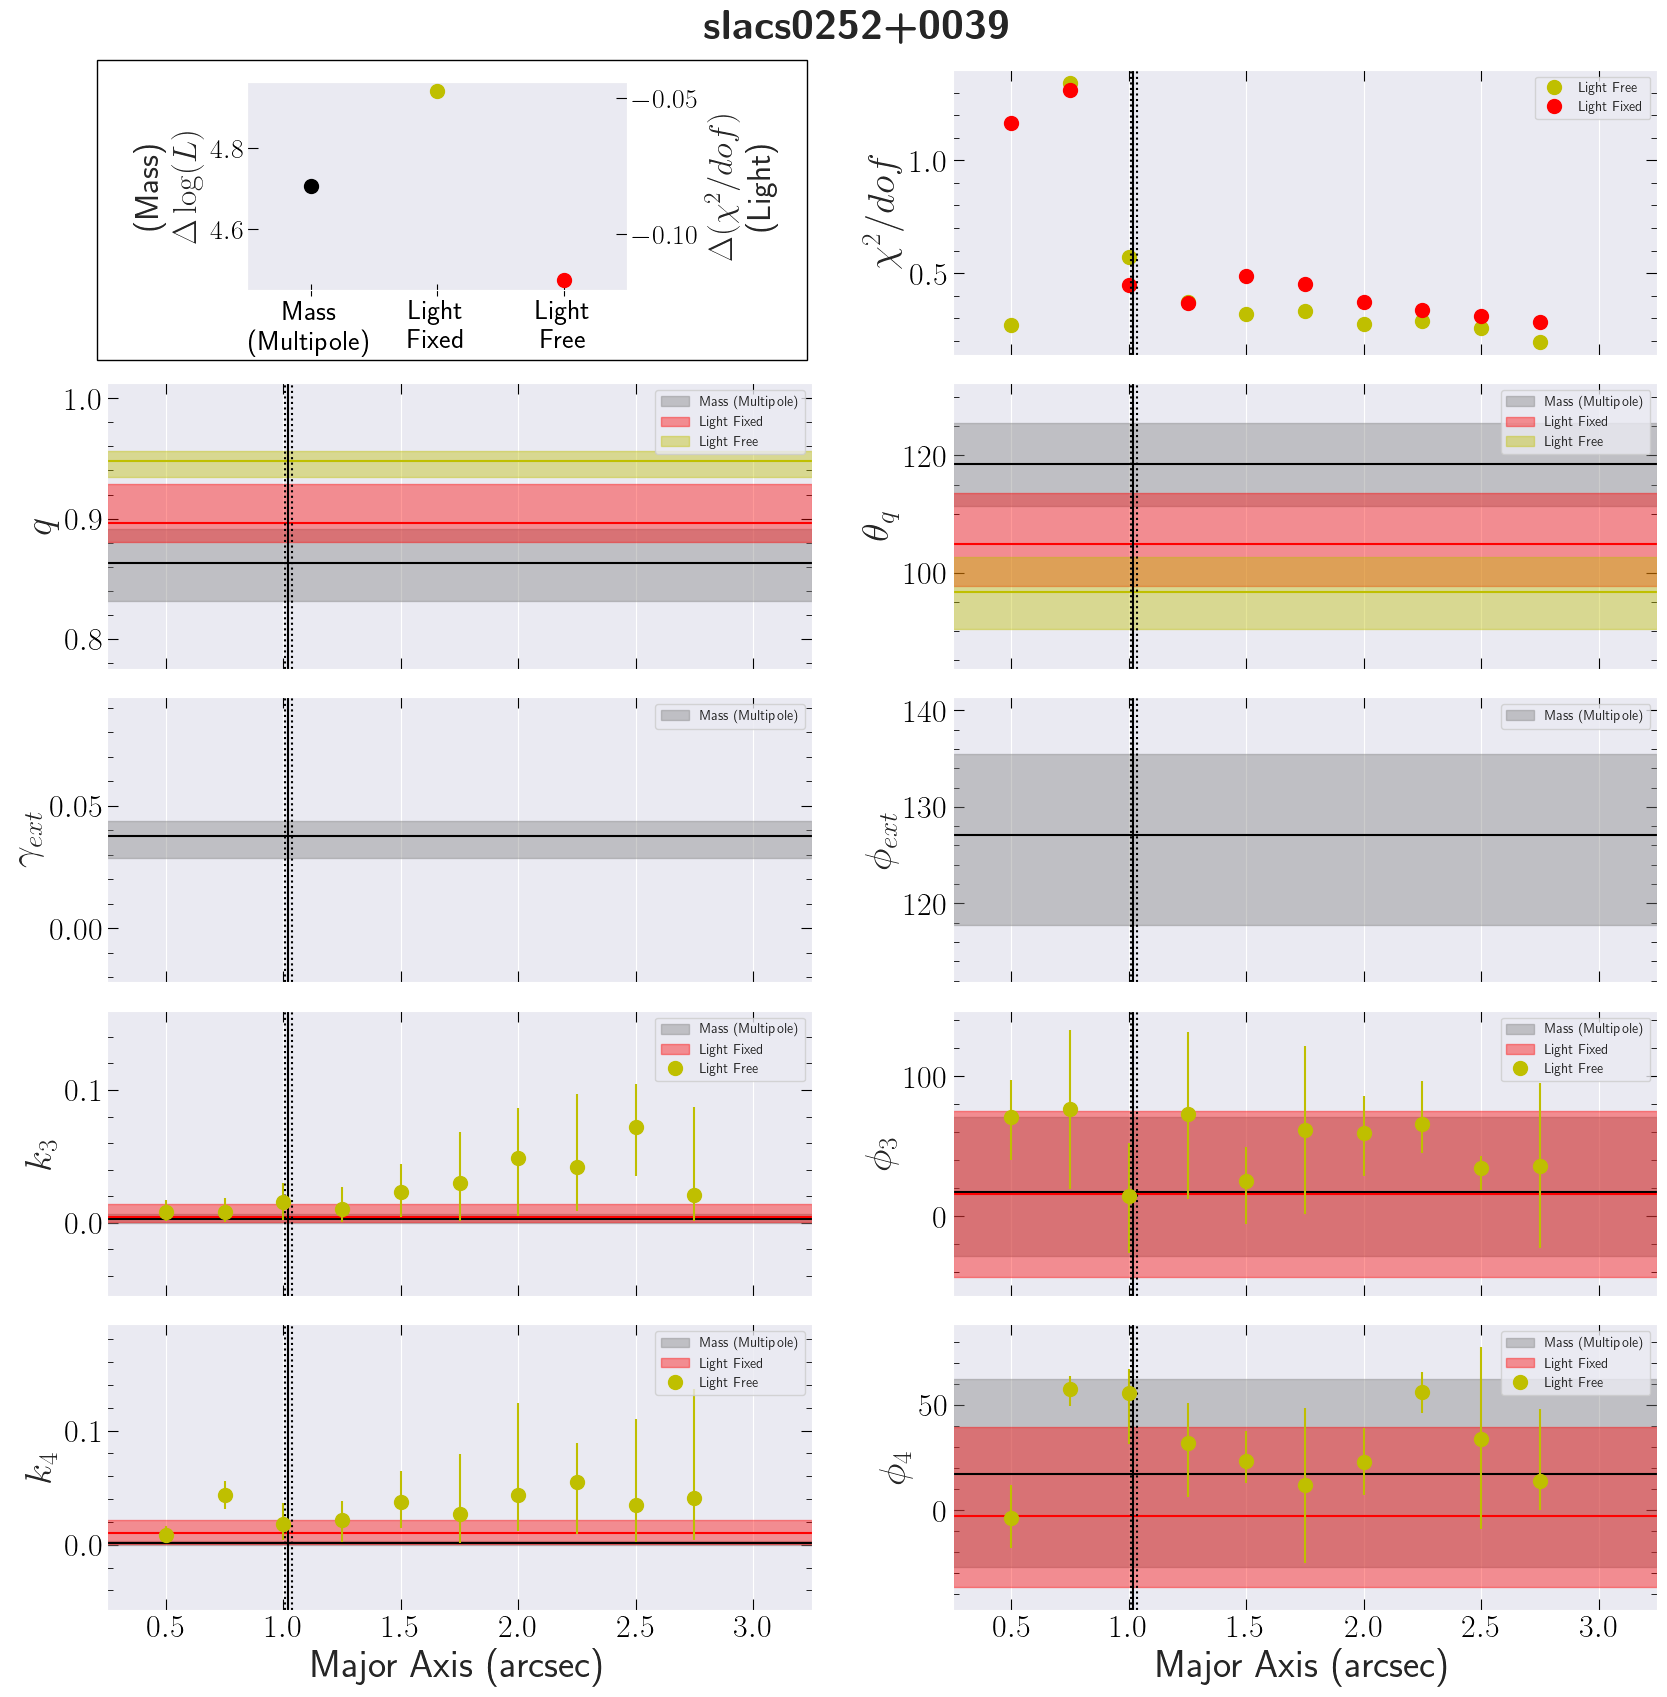 slacs0252+0039
(Mass)
Δ log(L)
4.8
4.6
−0.05
−0.10
Δ(χ²/dof)
(Light)
Mass
(Multipole)
Light
Fixed
Light
Free
χ²/dof
1.0
0.5
Light Free
Light Fixed
q
1.0
0.9
0.8
Mass (Multipole)
Light Fixed
Light Free
θ_q
120
100
Mass (Multipole)
Light Fixed
Light Free
γ_ext
0.05
0.00
Mass (Multipole)
ϕ_ext
140
130
120
Mass (Multipole)
k₃
0.1
0.0
Mass (Multipole)
Light Fixed
Light Free
ϕ₃
100
0
Mass (Multipole)
Light Fixed
Light Free
k₄
0.1
0.0
Mass (Multipole)
Light Fixed
Light Free
0.5 1.0 1.5 2.0 2.5 3.0
Major Axis (arcsec)
ϕ₄
50
0
Mass (Multipole)
Light Fixed
Light Free
0.5 1.0 1.5 2.0 2.5 3.0
Major Axis (arcsec)